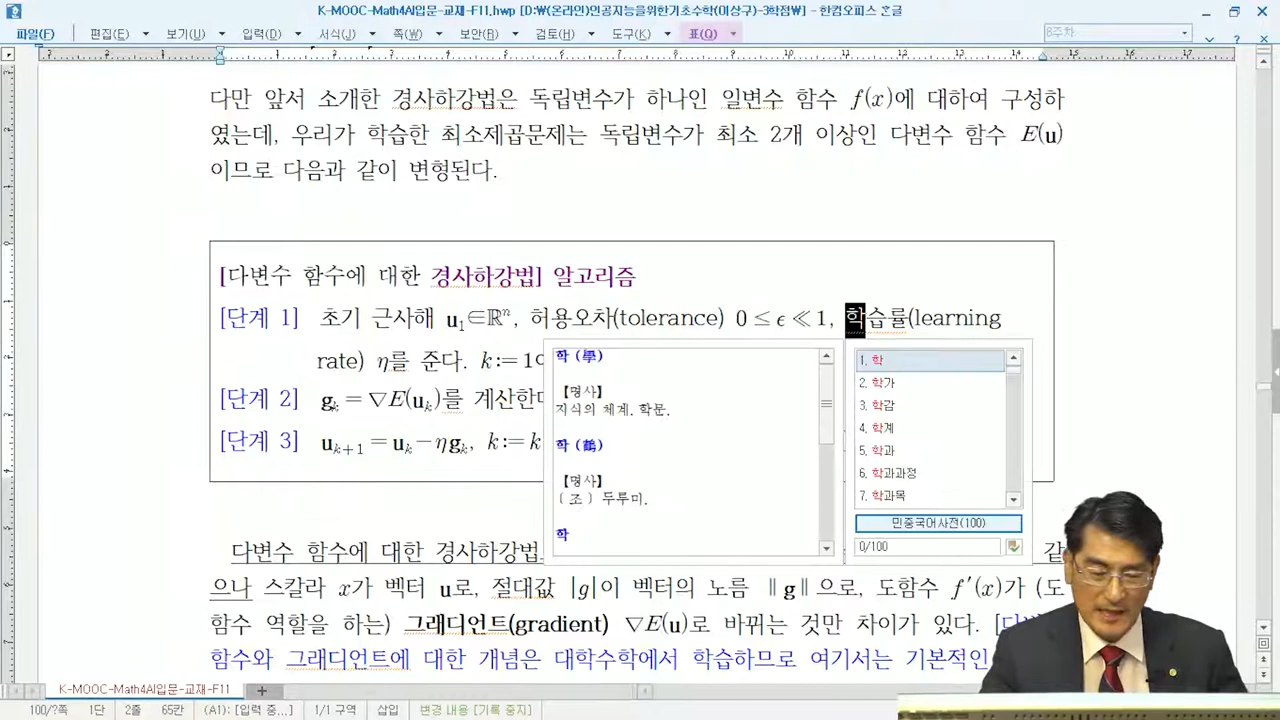 K-MOOC-Math4AI입문-교재-F11.hwp [D:\(온라인)인공지능을위한기초수학(이상구)-3학점\] - 한컴오피스 한글
파일(F) 편집(E) 보기(U) 입력(D) 서식(J) 쪽(W) 보안(B) 검토(H) 도구(K) 표(Q) 8주차
다만 앞서 소개한 경사하강법은 독립변수가 하나인 일변수 함수 f(x)에 대하여 구성하
였는데, 우리가 학습한 최소제곱문제는 독립변수가 최소 2개 이상인 다변수 함수 E(u)
이므로 다음과 같이 변형된다.
[다변수 함수에 대한 경사하강법] 알고리즘
[단계 1] 초기 근사해 u₁∈ℝⁿ, 허용오차(tolerance) 0 ≤ ϵ ≪ 1, 학습률(learning
rate) η를 준다. k := 1
[단계 2] gₖ = ∇E(uₖ)를 계산한
[단계 3] uₖ₊₁ = uₖ − ηgₖ, k := k
학 (學)
【명사】
지식의 체계. 학문.
학 (鶴)
【명사】
〔조〕 두루미.
학
1. 학
2. 학가
3. 학감
4. 학계
5. 학과
6. 학과과정
7. 학과목
민중국어사전(100)
0/100
다변수 함수에 대한 경사하강법 같
으나 스칼라 x가 벡터 u로, 절대값 |g|이 벡터의 노름 ∥g∥으로, 도함수 f′(x)가 (도
함수 역할을 하는) 그래디언트(gradient) ∇E(u)로 바뀌는 것만 차이가 있다.
함수와 그래디언트에 대한 개념은 대학수학에서 학습하므로 여기서는 기본적인
K-MOOC-Math4AI입문-교재-F11
100/?쪽 1단 2줄 65칸 (A1): [입력 중...] 1/1 구역 삽입 변경 내용 [기록 중지]